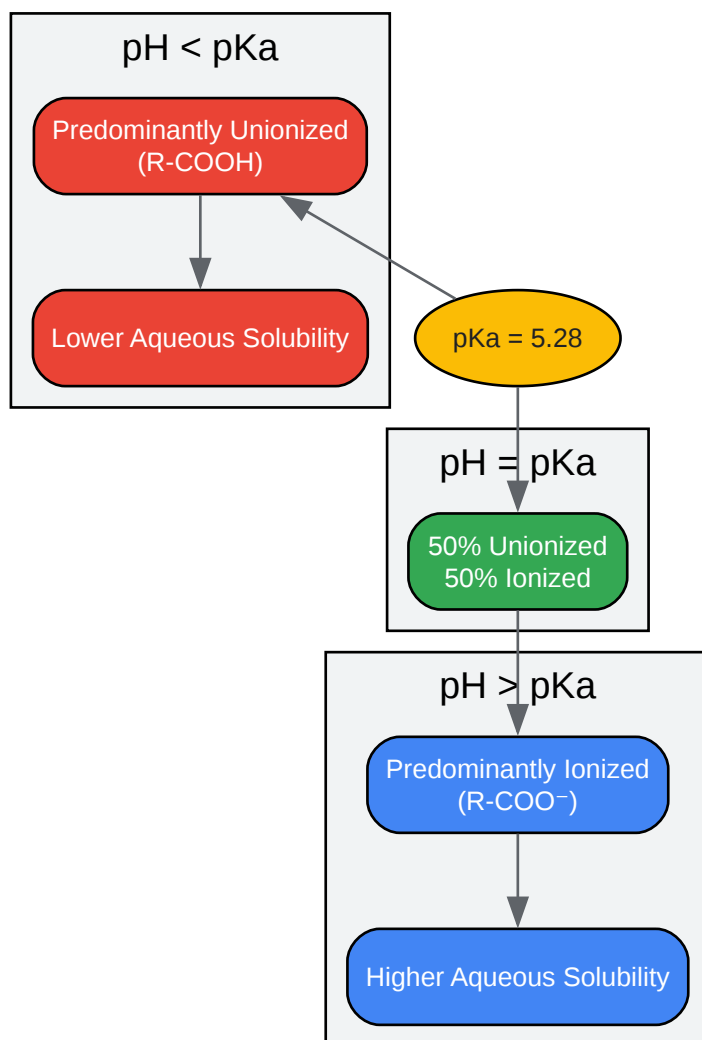 pH < pKa
Predominantly Unionized
(R-COOH)
Lower Aqueous Solubility
pKa = 5.28
pH = pKa
50% Unionized
50% Ionized
pH > pKa
Predominantly Ionized
(R-COO⁻)
Higher Aqueous Solubility